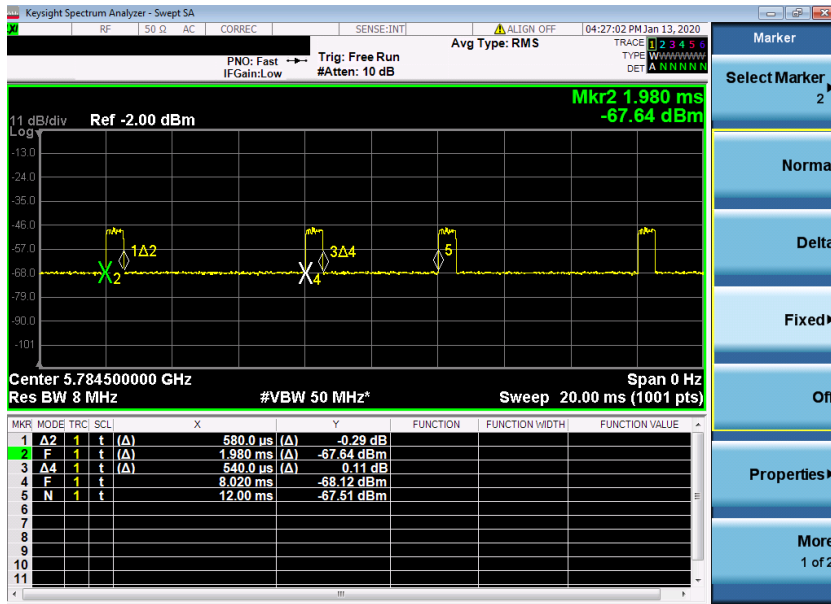 Keysight Spectrum Analyzer - Swept SA
RF 50 Ω AC CORREC SENSE:INT ALIGN OFF 04:27:02 PM Jan 13, 2020
Avg Type: RMS
TRACE 1 2 3 4 5 6
TYPE WWWWWW
DET A N N N N N
PNO: Fast
IFGain:Low
Trig: Free Run
#Atten: 10 dB
Mkr2 1.980 ms
-67.64 dBm
11 dB/div Ref -2.00 dBm
Log
-13.0
-24.0
-35.0
-46.0
-57.0
-68.0
-79.0
-90.0
-101
1Δ2
2
3Δ4
4
5
Center 5.784500000 GHz Span 0 Hz
Res BW 8 MHz #VBW 50 MHz* Sweep 20.00 ms (1001 pts)
MKR MODE TRC SCL X Y FUNCTION FUNCTION WIDTH FUNCTION VALUE
1 Δ2 1 t (Δ) 580.0 µs (Δ) -0.29 dB
2 F 1 t 1.980 ms -67.64 dBm
3 Δ4 1 t (Δ) 540.0 µs (Δ) 0.11 dB
4 F 1 t 8.020 ms -68.12 dBm
5 N 1 t 12.00 ms -67.51 dBm
6
7
8
9
10
11
Marker
Select Marker
2
Norma
Delta
Fixed
Of
Properties
More
1 of 2